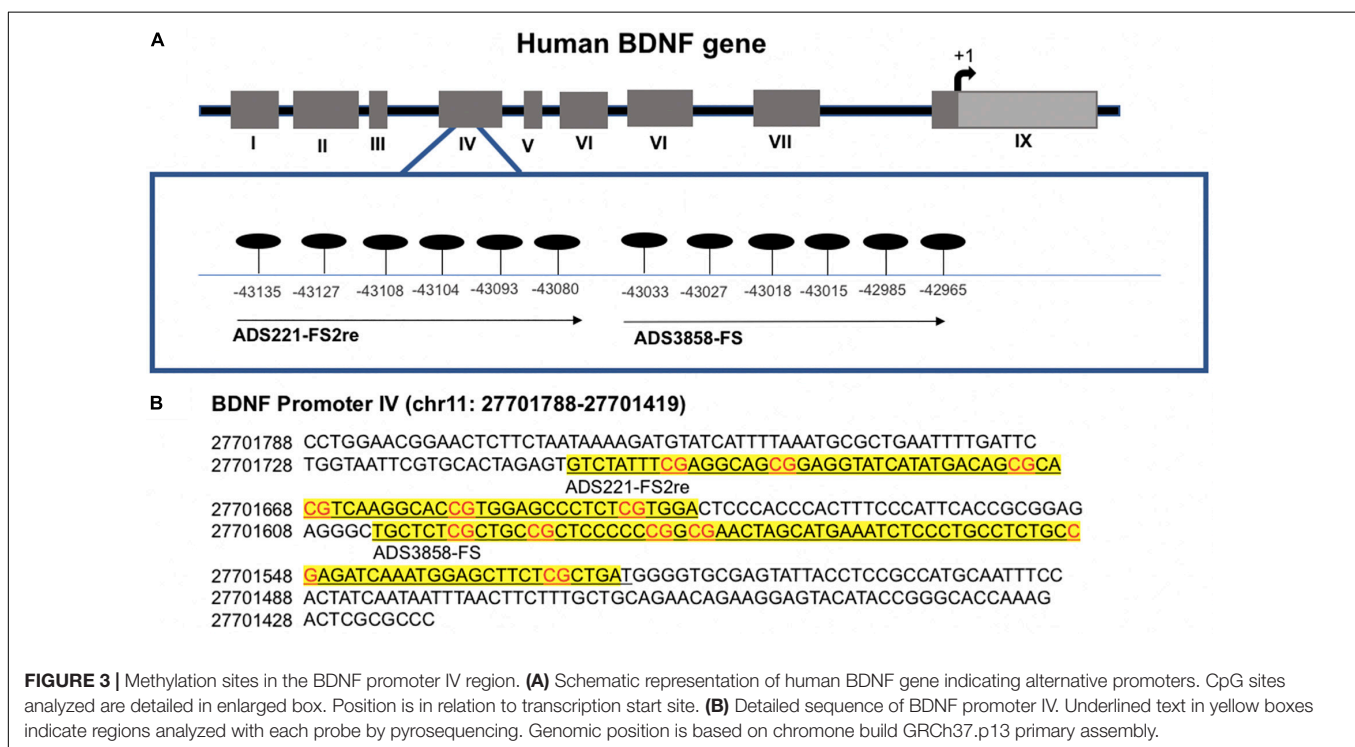 A
Human BDNF gene
+1
I II III IV V VI VI VII IX
-43135 -43127 -43108 -43104 -43093 -43080 -43033 -43027 -43018 -43015 -42985 -42965
ADS221-FS2re ADS3858-FS
B BDNF Promoter IV (chr11: 27701788-27701419)
27701788 CCTGGAACGGAACTCTTCTAATAAAAGATGTATCATTTTAAATGCGCTGAATTTTGATTC
27701728 TGGTAATTCGTGCACTAGAGTGTCTATTTCGAGGCAGCGGAGGTATCATATGACAGCGCA
ADS221-FS2re
27701668 CGTCAAGGCACCGTGGAGCCCTCTCGTGGACTCCCACCCACTTTCCCATTCACCGCGGAG
27701608 AGGGCTGCTCTCGCTGCCGCTCCCCCCGGCGAACTAGCATGAAATCTCCCTGCCTCTGCC
ADS3858-FS
27701548 GAGATCAAATGGAGCTTCTCGCTGATGGGGTGCGAGTATTACCTCCGCCATGCAATTTCC
27701488 ACTATCAATAATTTAACTTCTTTGCTGCAGAACAGAAGGAGTACATACCGGGCACCAAAG
27701428 ACTCGCGCCC
FIGURE 3 | Methylation sites in the BDNF promoter IV region. (A) Schematic representation of human BDNF gene indicating alternative promoters. CpG sites
analyzed are detailed in enlarged box. Position is in relation to transcription start site. (B) Detailed sequence of BDNF promoter IV. Underlined text in yellow boxes
indicate regions analyzed with each probe by pyrosequencing. Genomic position is based on chromone build GRCh37.p13 primary assembly.